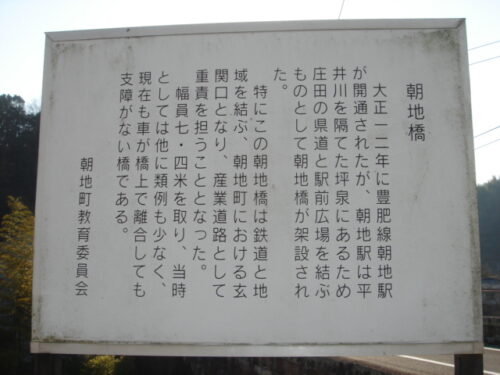 朝地橋
大正一二年に豊肥線朝地駅
が開通されたが、朝地駅は平
井川を隔てた坪泉にあるため
庄田の県道と駅前広場を結ぶ
ものとして朝地橋が架設され
た。
特にこの朝地橋は鉄道と地
域を結ぶ、朝地町における玄
関口となり、産業道路として
重責を担うこととなった。
幅員七・四米を取り、当時
としては他に類例も少なく、
現在も車が橋上で離合しても
支障がない橋である。
朝地町教育委員会